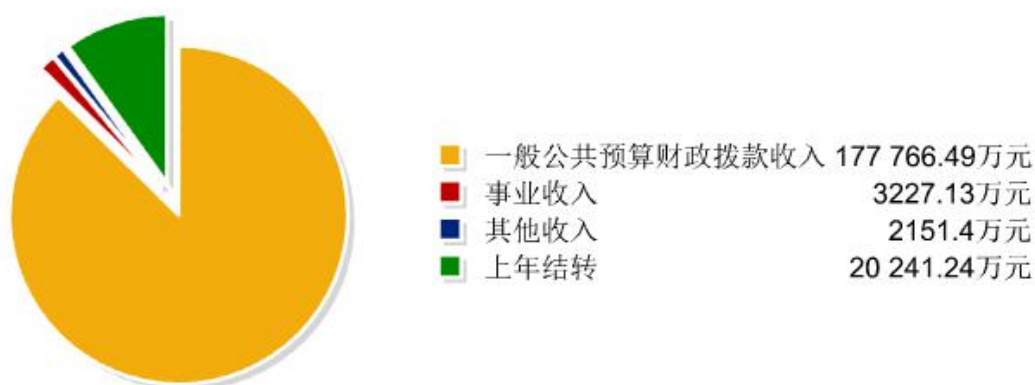 一般公共预算财政拨款收入 177 766.49万元
事业收入 3227.13万元
其他收入 2151.4万元
上年结转 20 241.24万元